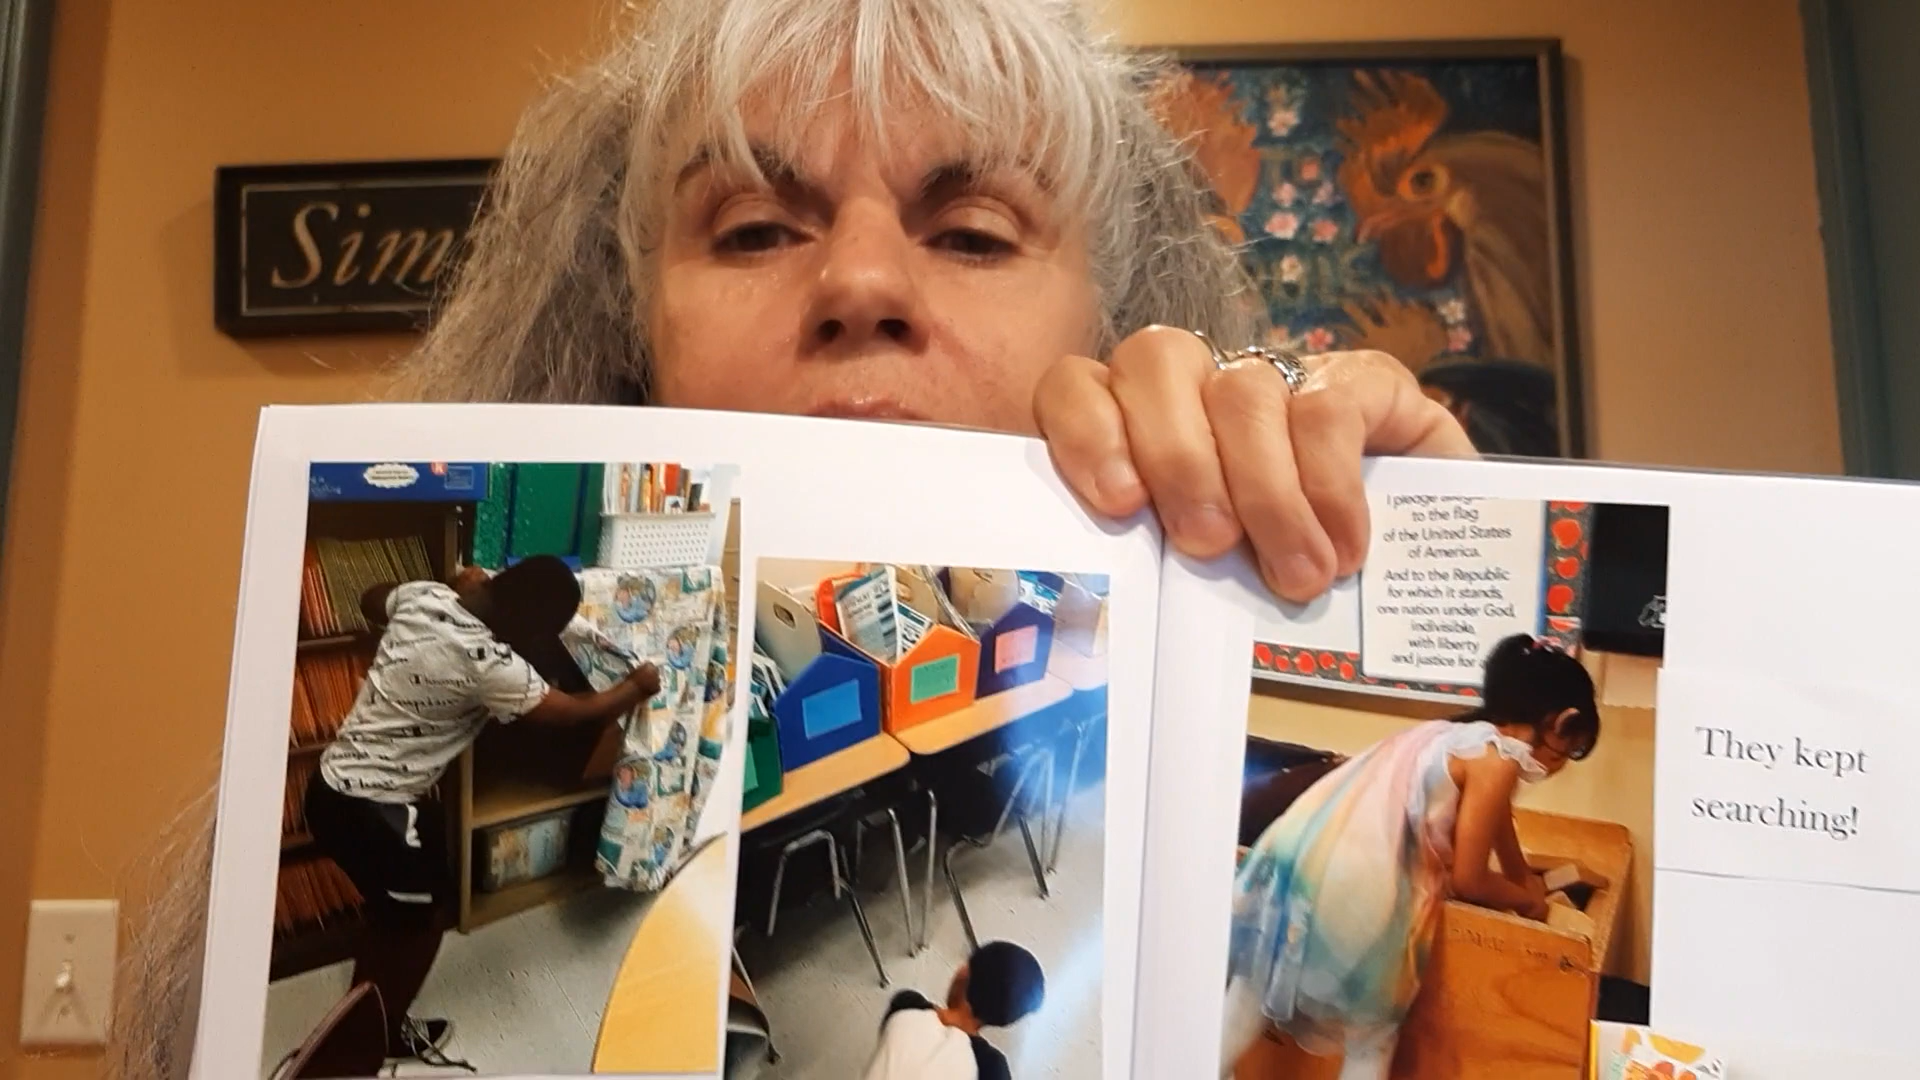 Sim
I pledge
to the flag
of the United States
of America.
And to the Republic
for which it stands,
one nation under God,
indivisible,
with liberty
and justice for
They kept
searching!